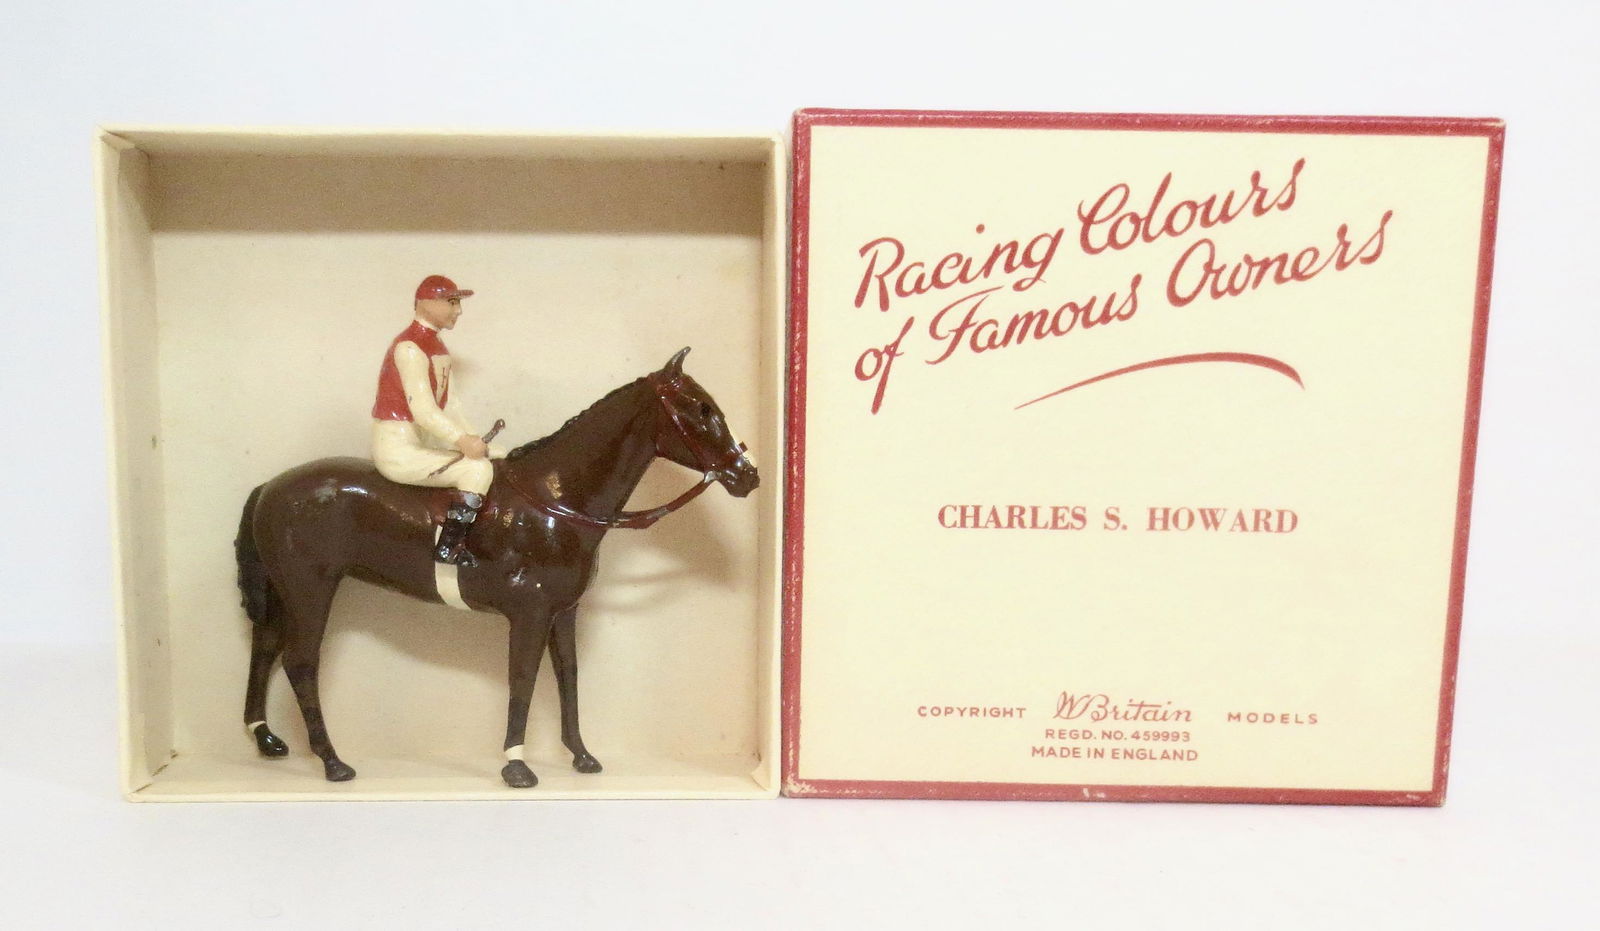 Racing Colours
of Famous Owners
CHARLES S. HOWARD
COPYRIGHT W Britain MODELS
REGD. NO. 459993
MADE IN ENGLAND